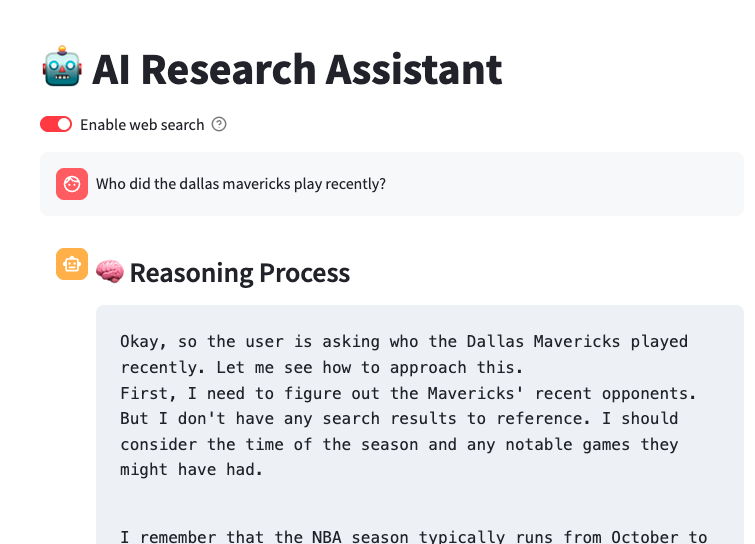 AI Research Assistant
Enable web search
Who did the dallas mavericks play recently?
Reasoning Process
Okay, so the user is asking who the Dallas Mavericks played
recently. Let me see how to approach this.
First, I need to figure out the Mavericks' recent opponents.
But I don't have any search results to reference. I should
consider the time of the season and any notable games they
might have had.
I remember that the NBA season typically runs from October to